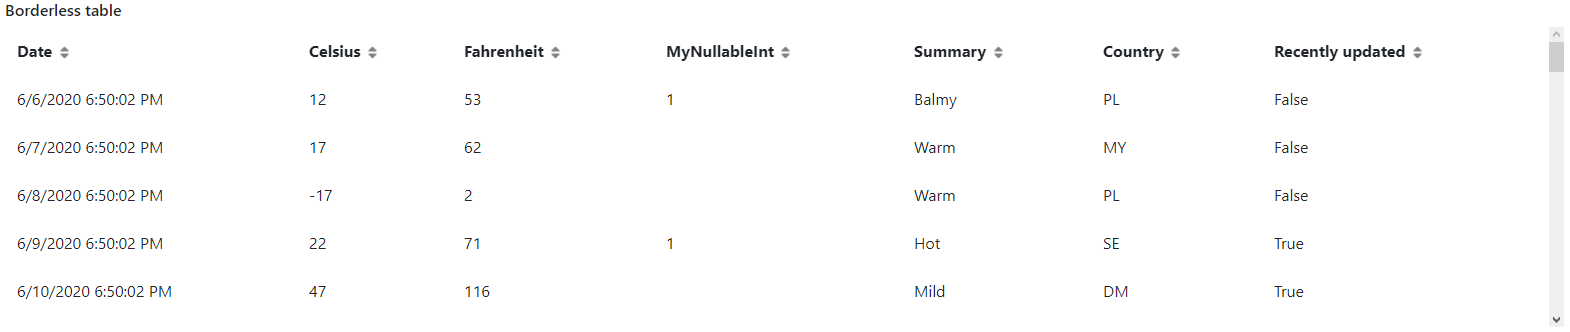 Borderless table
Date Celsius Fahrenheit MyNullableInt Summary Country Recently updated
6/6/2020 6:50:02 PM 12 53 1 Balmy PL False
6/7/2020 6:50:02 PM 17 62 Warm MY False
6/8/2020 6:50:02 PM -17 2 Warm PL False
6/9/2020 6:50:02 PM 22 71 1 Hot SE True
6/10/2020 6:50:02 PM 47 116 Mild DM True